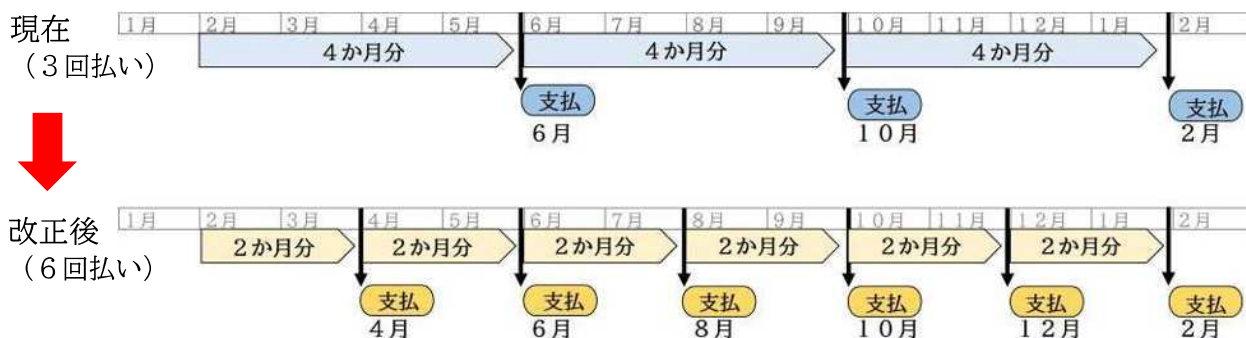 現在
（３回払い）
１月 ２月 ３月 ４月 ５月 ６月 ７月 ８月 ９月 １０月 １１月 １２月 １月 ２月
４か月分 ４か月分 ４か月分
支払 支払 支払
６月 １０月 ２月
改正後
（６回払い）
１月 ２月 ３月 ４月 ５月 ６月 ７月 ８月 ９月 １０月 １１月 １２月 １月 ２月
２か月分 ２か月分 ２か月分 ２か月分 ２か月分 ２か月分
支払 支払 支払 支払 支払 支払
４月 ６月 ８月 １０月 １２月 ２月